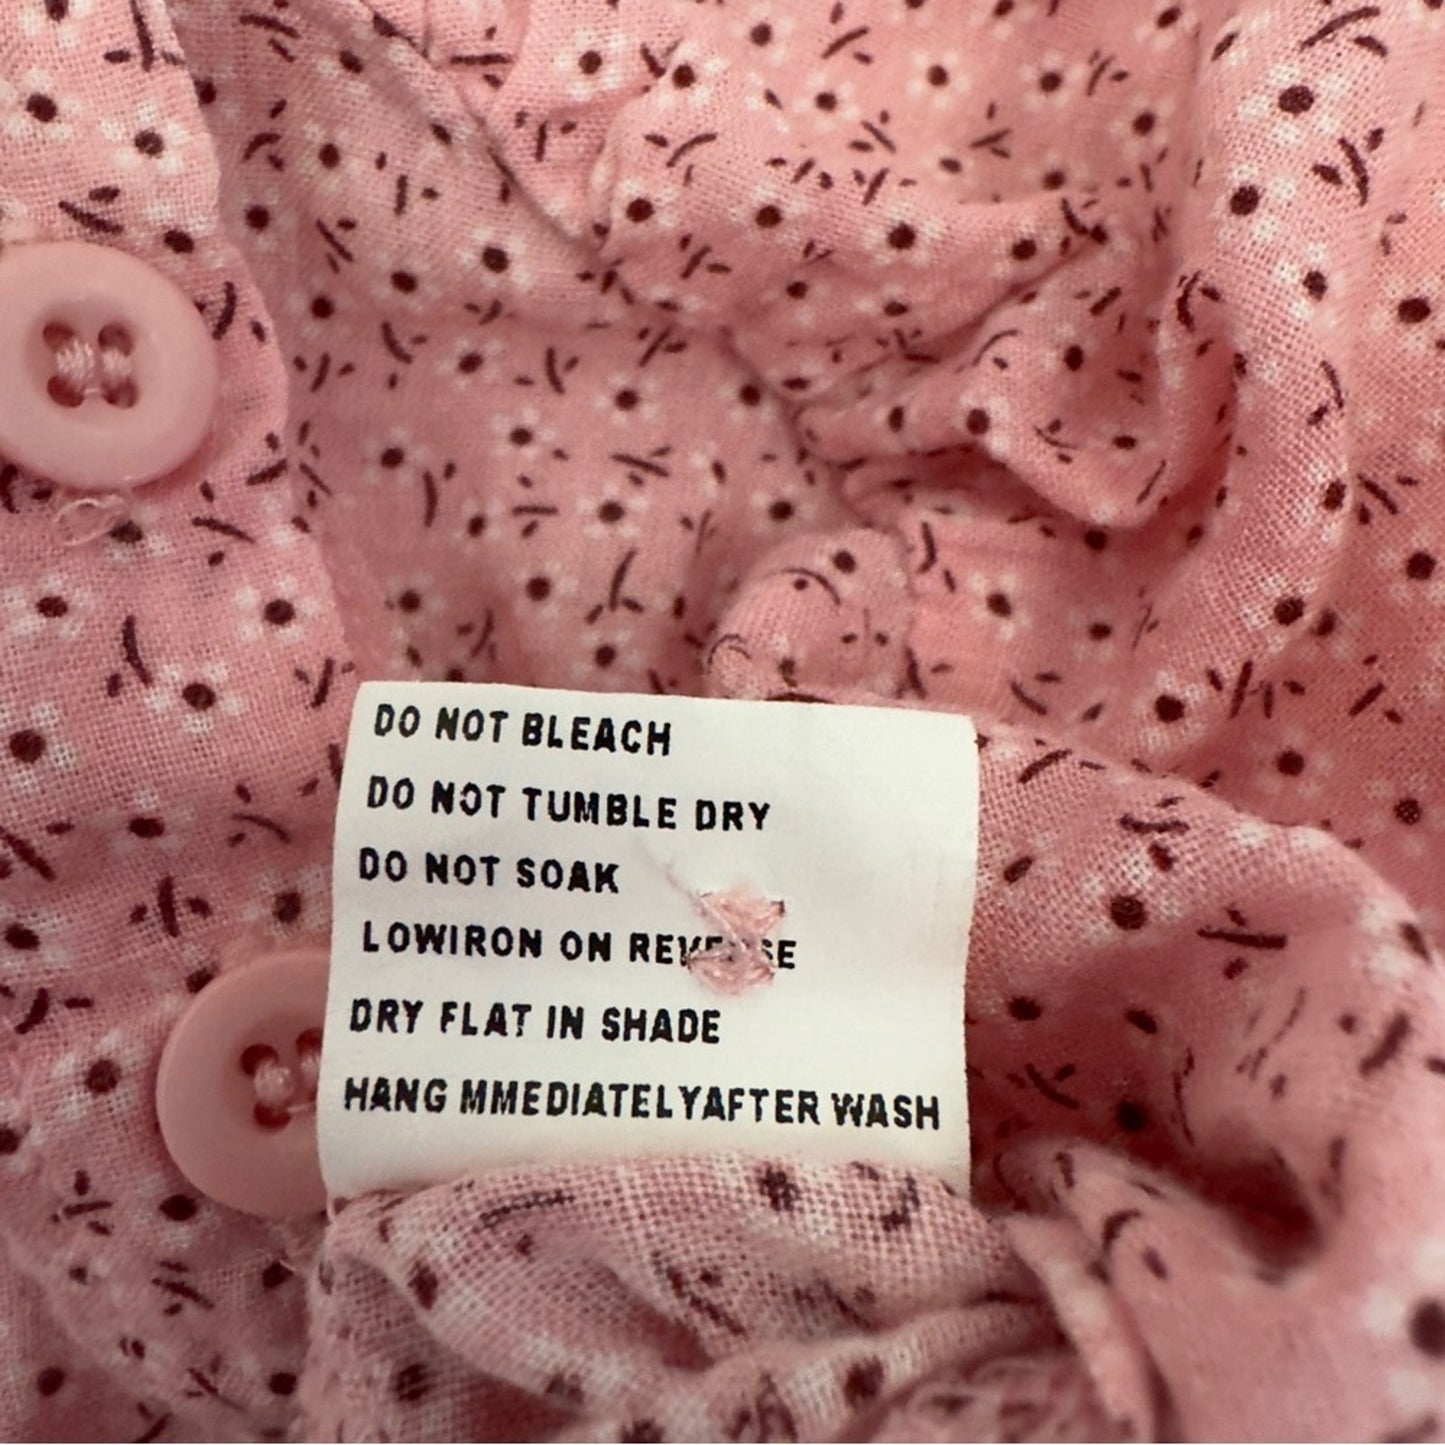 DO NOT BLEACH
DO NOT TUMBLE DRY
DO NOT SOAK
LOWIRON ON REVERSE
DRY FLAT IN SHADE
HANG MMEDIATELYAFTER WASH